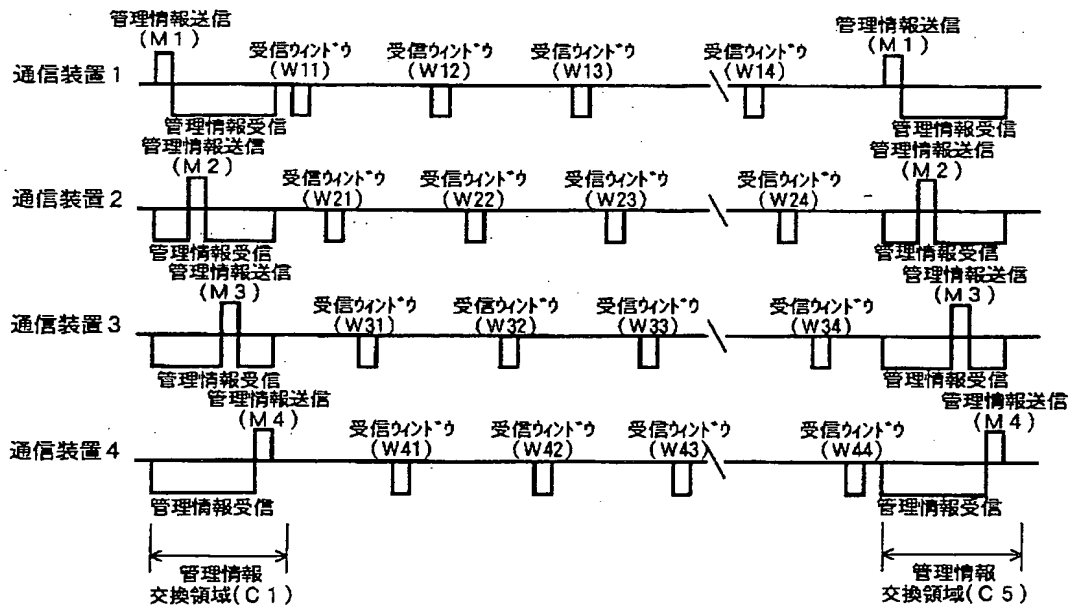 管理情報送信
(M1)
受信ウィンドウ
(W11)
受信ウィンドウ
(W12)
受信ウィンドウ
(W13)
受信ウィンドウ
(W14)
管理情報送信
(M1)
通信装置1
管理情報受信
管理情報受信
管理情報送信
(M2)
受信ウィンドウ
(W21)
受信ウィンドウ
(W22)
受信ウィンドウ
(W23)
受信ウィンドウ
(W24)
管理情報送信
(M2)
通信装置2
管理情報受信
管理情報受信
管理情報送信
(M3)
受信ウィンドウ
(W31)
受信ウィンドウ
(W32)
受信ウィンドウ
(W33)
受信ウィンドウ
(W34)
管理情報送信
(M3)
通信装置3
管理情報受信
管理情報受信
管理情報送信
(M4)
受信ウィンドウ
(W41)
受信ウィンドウ
(W42)
受信ウィンドウ
(W43)
受信ウィンドウ
(W44)
管理情報送信
(M4)
通信装置4
管理情報受信
管理情報受信
管理情報
交換領域(C1)
管理情報
交換領域(C5)